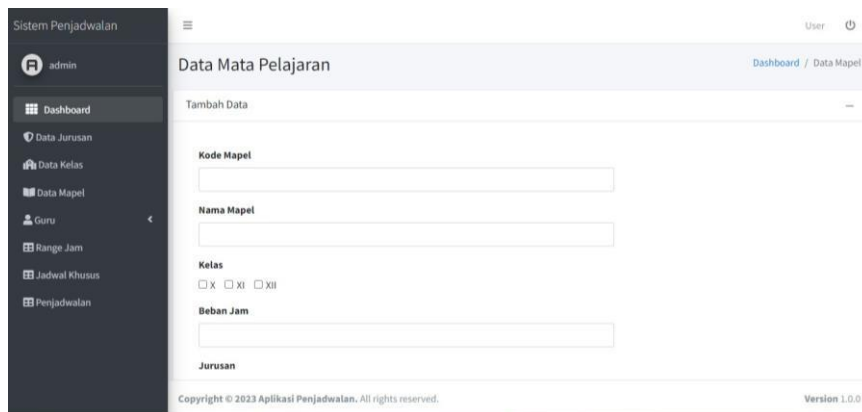 Sistem Penjadwalan
User
admin
Data Mata Pelajaran
Dashboard / Data Mapel
Dashboard
Data Jurusan
Data Kelas
Data Mapel
Guru
Range Jam
Jadwal Khusus
Penjadwalan
Tambah Data
Kode Mapel
Nama Mapel
Kelas
X XI XII
Beban Jam
Jurusan
Copyright © 2023 Aplikasi Penjadwalan. All rights reserved.
Version 1.0.0